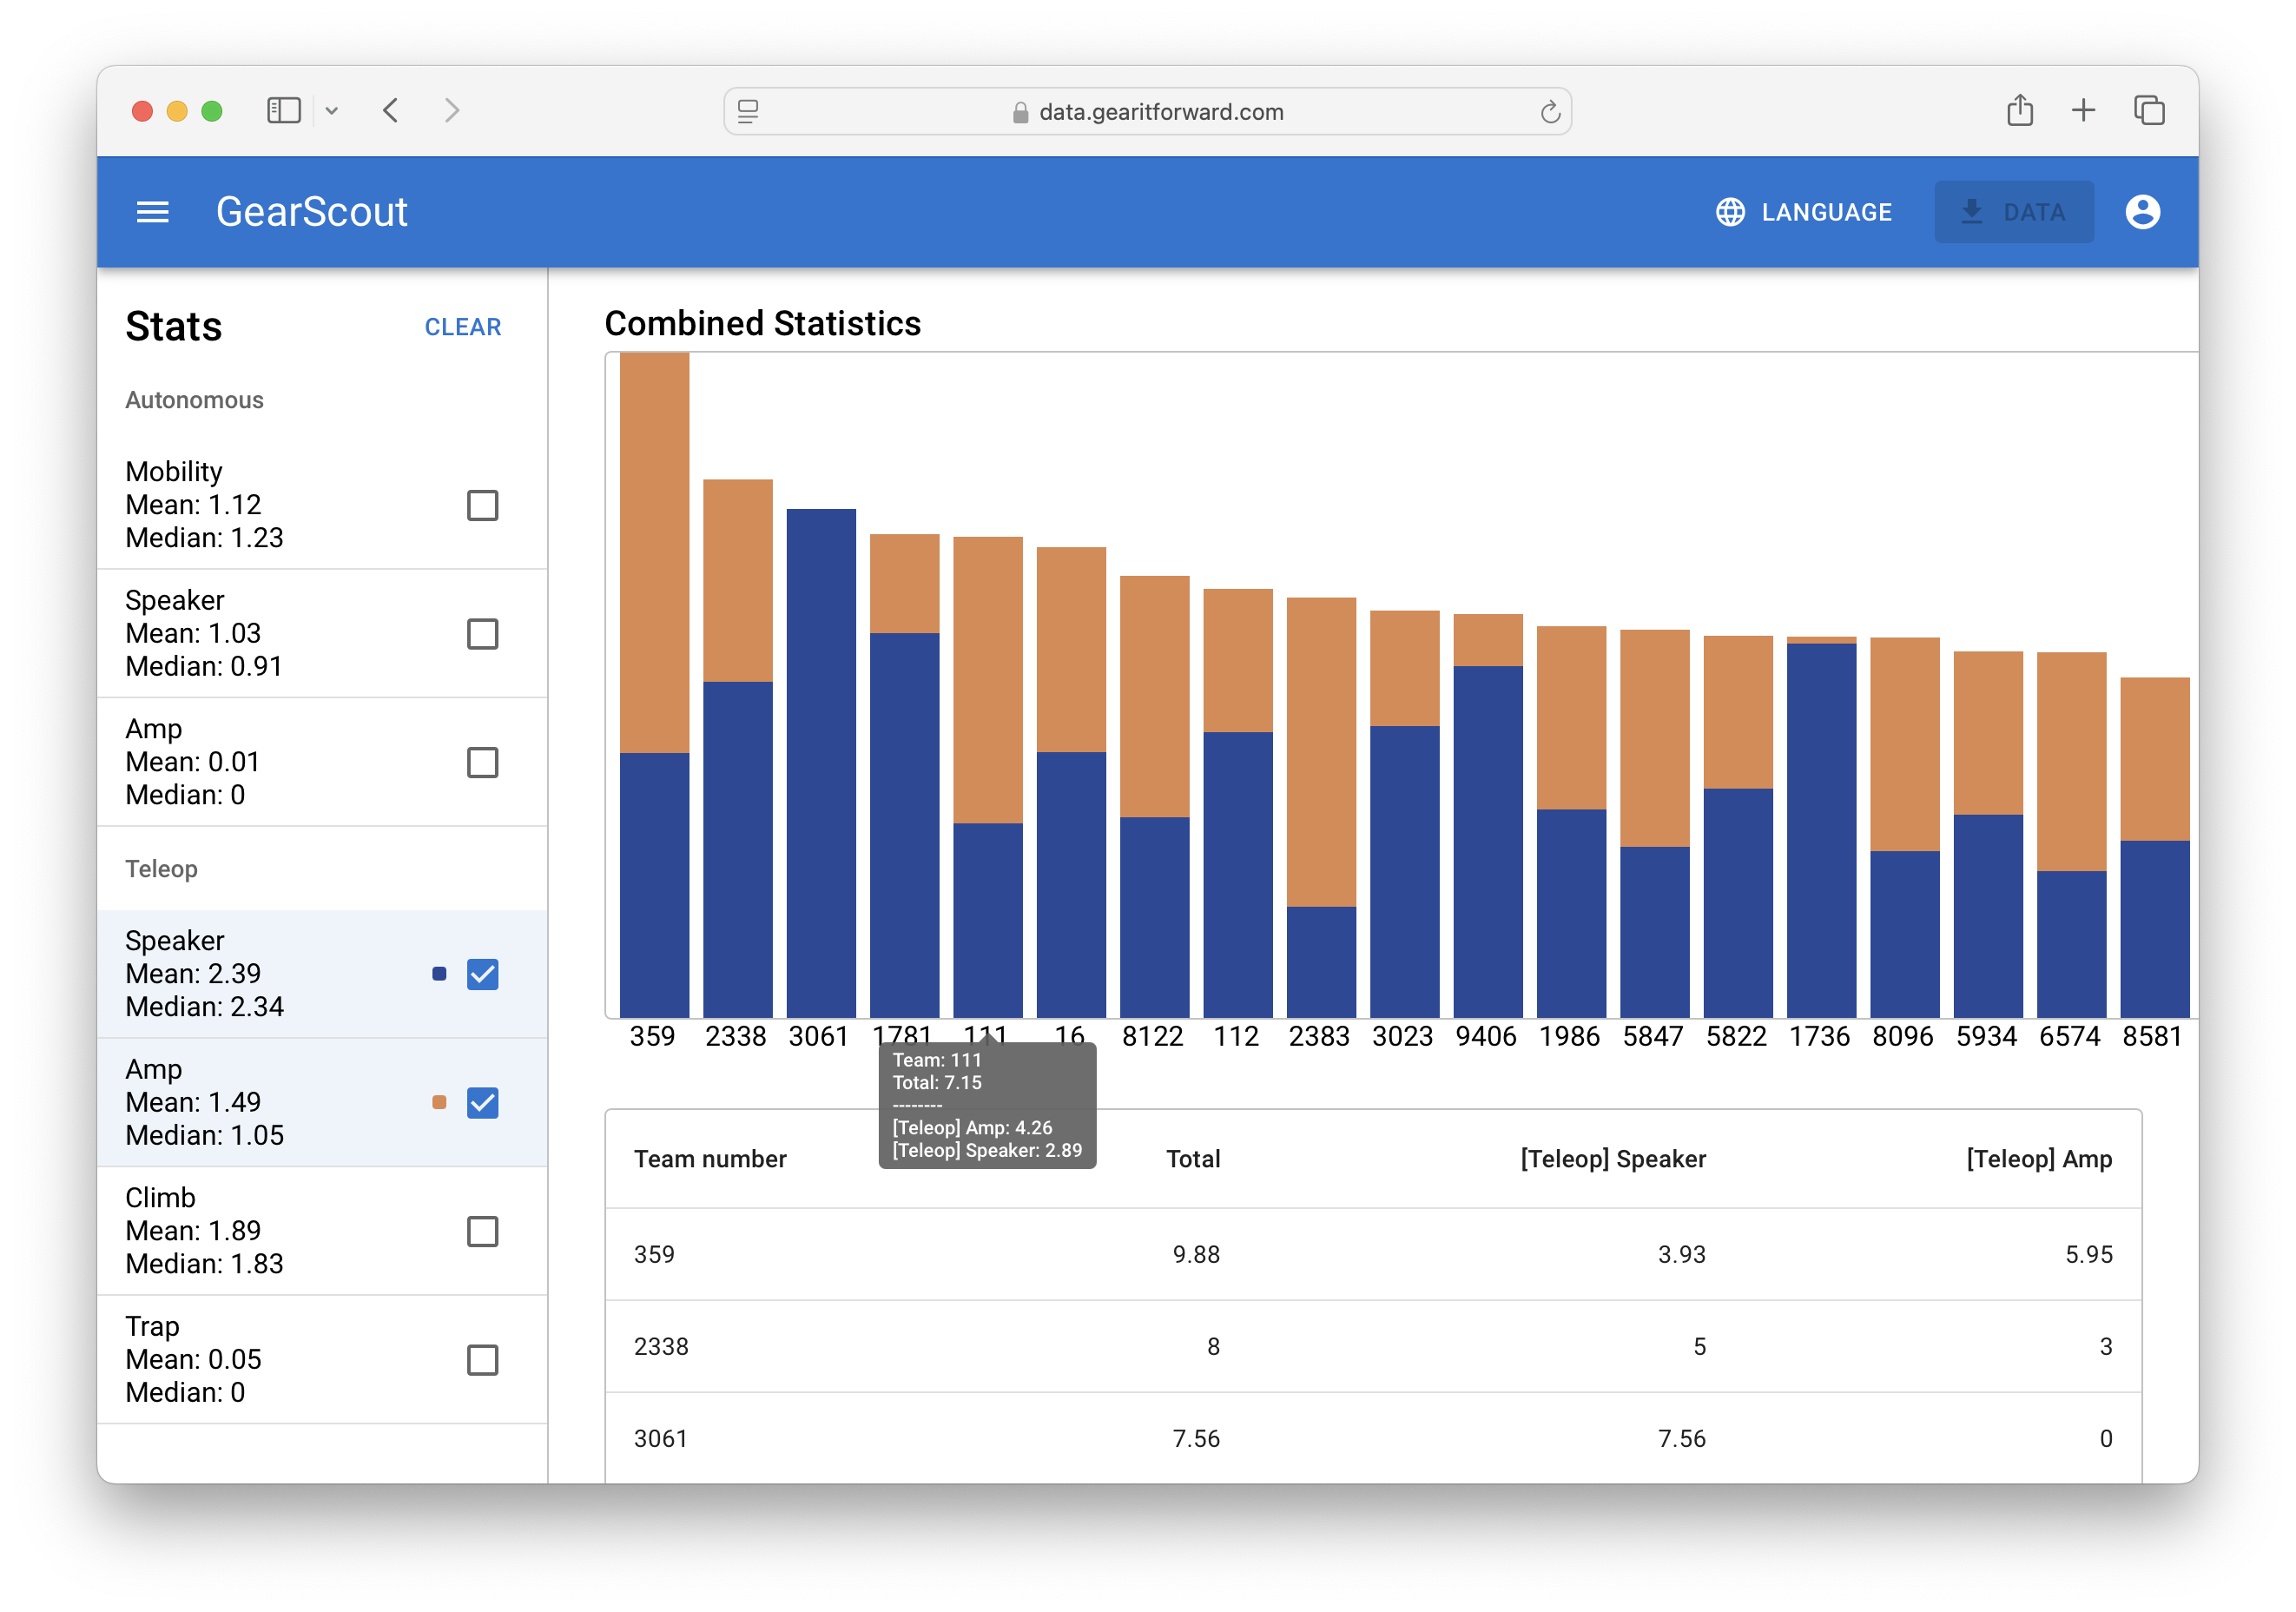 data.gearitforward.com
GearScout
LANGUAGE
DATA
Stats
CLEAR
Autonomous
Mobility
Mean: 1.12
Median: 1.23
Speaker
Mean: 1.03
Median: 0.91
Amp
Mean: 0.01
Median: 0
Teleop
Speaker
Mean: 2.39
Median: 2.34
Amp
Mean: 1.49
Median: 1.05
Climb
Mean: 1.89
Median: 1.83
Trap
Mean: 0.05
Median: 0
Combined Statistics
359 2338 3061 1781 111 16 8122 112 2383 3023 9406 1986 5847 5822 1736 8096 5934 6574 8581
Team: 111
Total: 7.15
--------
[Teleop] Amp: 4.26
[Teleop] Speaker: 2.89
Team number Total [Teleop] Speaker [Teleop] Amp
359 9.88 3.93 5.95
2338 8 5 3
3061 7.56 7.56 0